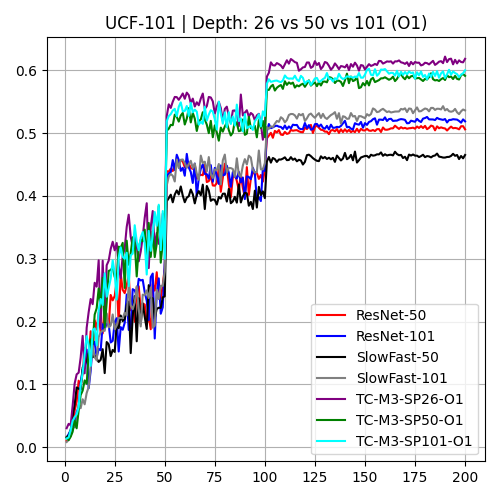 UCF-101 | Depth: 26 vs 50 vs 101 (O1)
0.6
0.5
0.4
0.3
0.2
0.1
0.0
ResNet-50
ResNet-101
SlowFast-50
SlowFast-101
TC-M3-SP26-O1
TC-M3-SP50-O1
TC-M3-SP101-O1
0 25 50 75 100 125 150 175 200